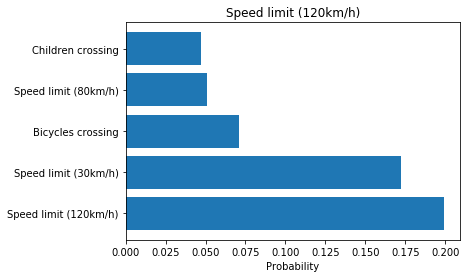 Speed limit (120km/h)
Children crossing
Speed limit (80km/h)
Bicycles crossing
Speed limit (30km/h)
Speed limit (120km/h)
0.000 0.025 0.050 0.075 0.100 0.125 0.150 0.175 0.200
Probability